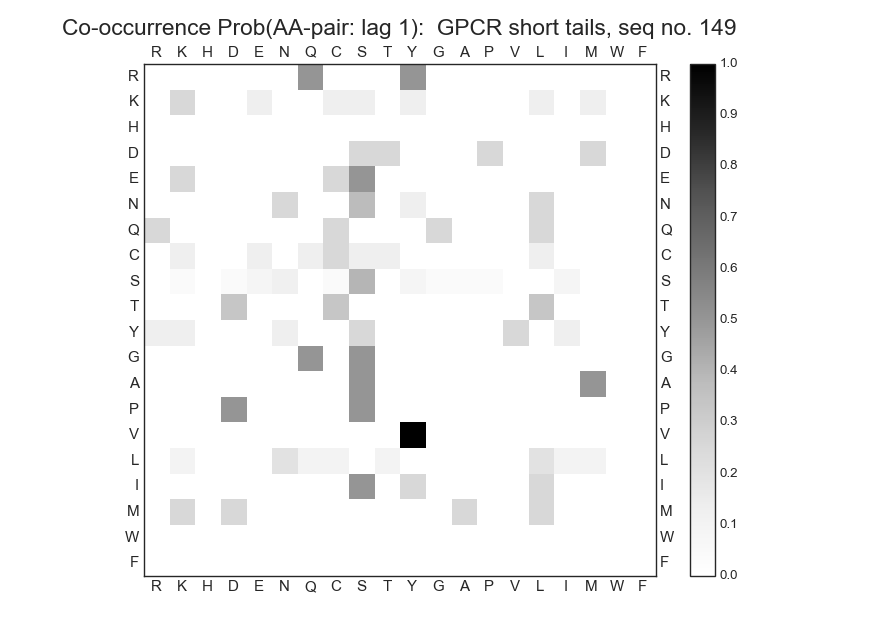 Co-occurrence Prob(AA-pair: lag 1):  GPCR short tails, seq no. 149
R K H D E N Q C S T Y G A P V L I M W F
R R 1.0
K K 0.9
H H
D D 0.8
E E
N N 0.7
Q Q
C C 0.6
S S
T T 0.5
Y Y
G G
A A 0.4
P P
V V 0.3
L L 0.2
I I
M M 0.1
W W
F F 0.0
R K H D E N Q C S T Y G A P V L I M W F